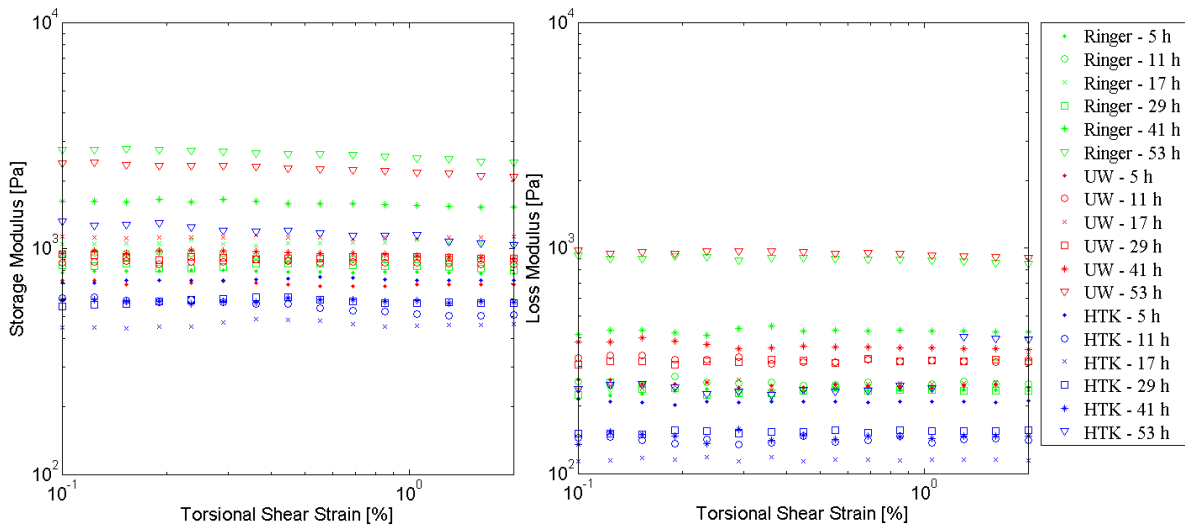 10^4
10^3
10^2
10^-1
10^0
Storage Modulus [Pa]
Torsional Shear Strain [%]
10^4
10^3
10^2
10^-1
10^0
Loss Modulus [Pa]
Torsional Shear Strain [%]
Ringer - 5 h
Ringer - 11 h
Ringer - 17 h
Ringer - 29 h
Ringer - 41 h
Ringer - 53 h
UW - 5 h
UW - 11 h
UW - 17 h
UW - 29 h
UW - 41 h
UW - 53 h
HTK - 5 h
HTK - 11 h
HTK - 17 h
HTK - 29 h
HTK - 41 h
HTK - 53 h